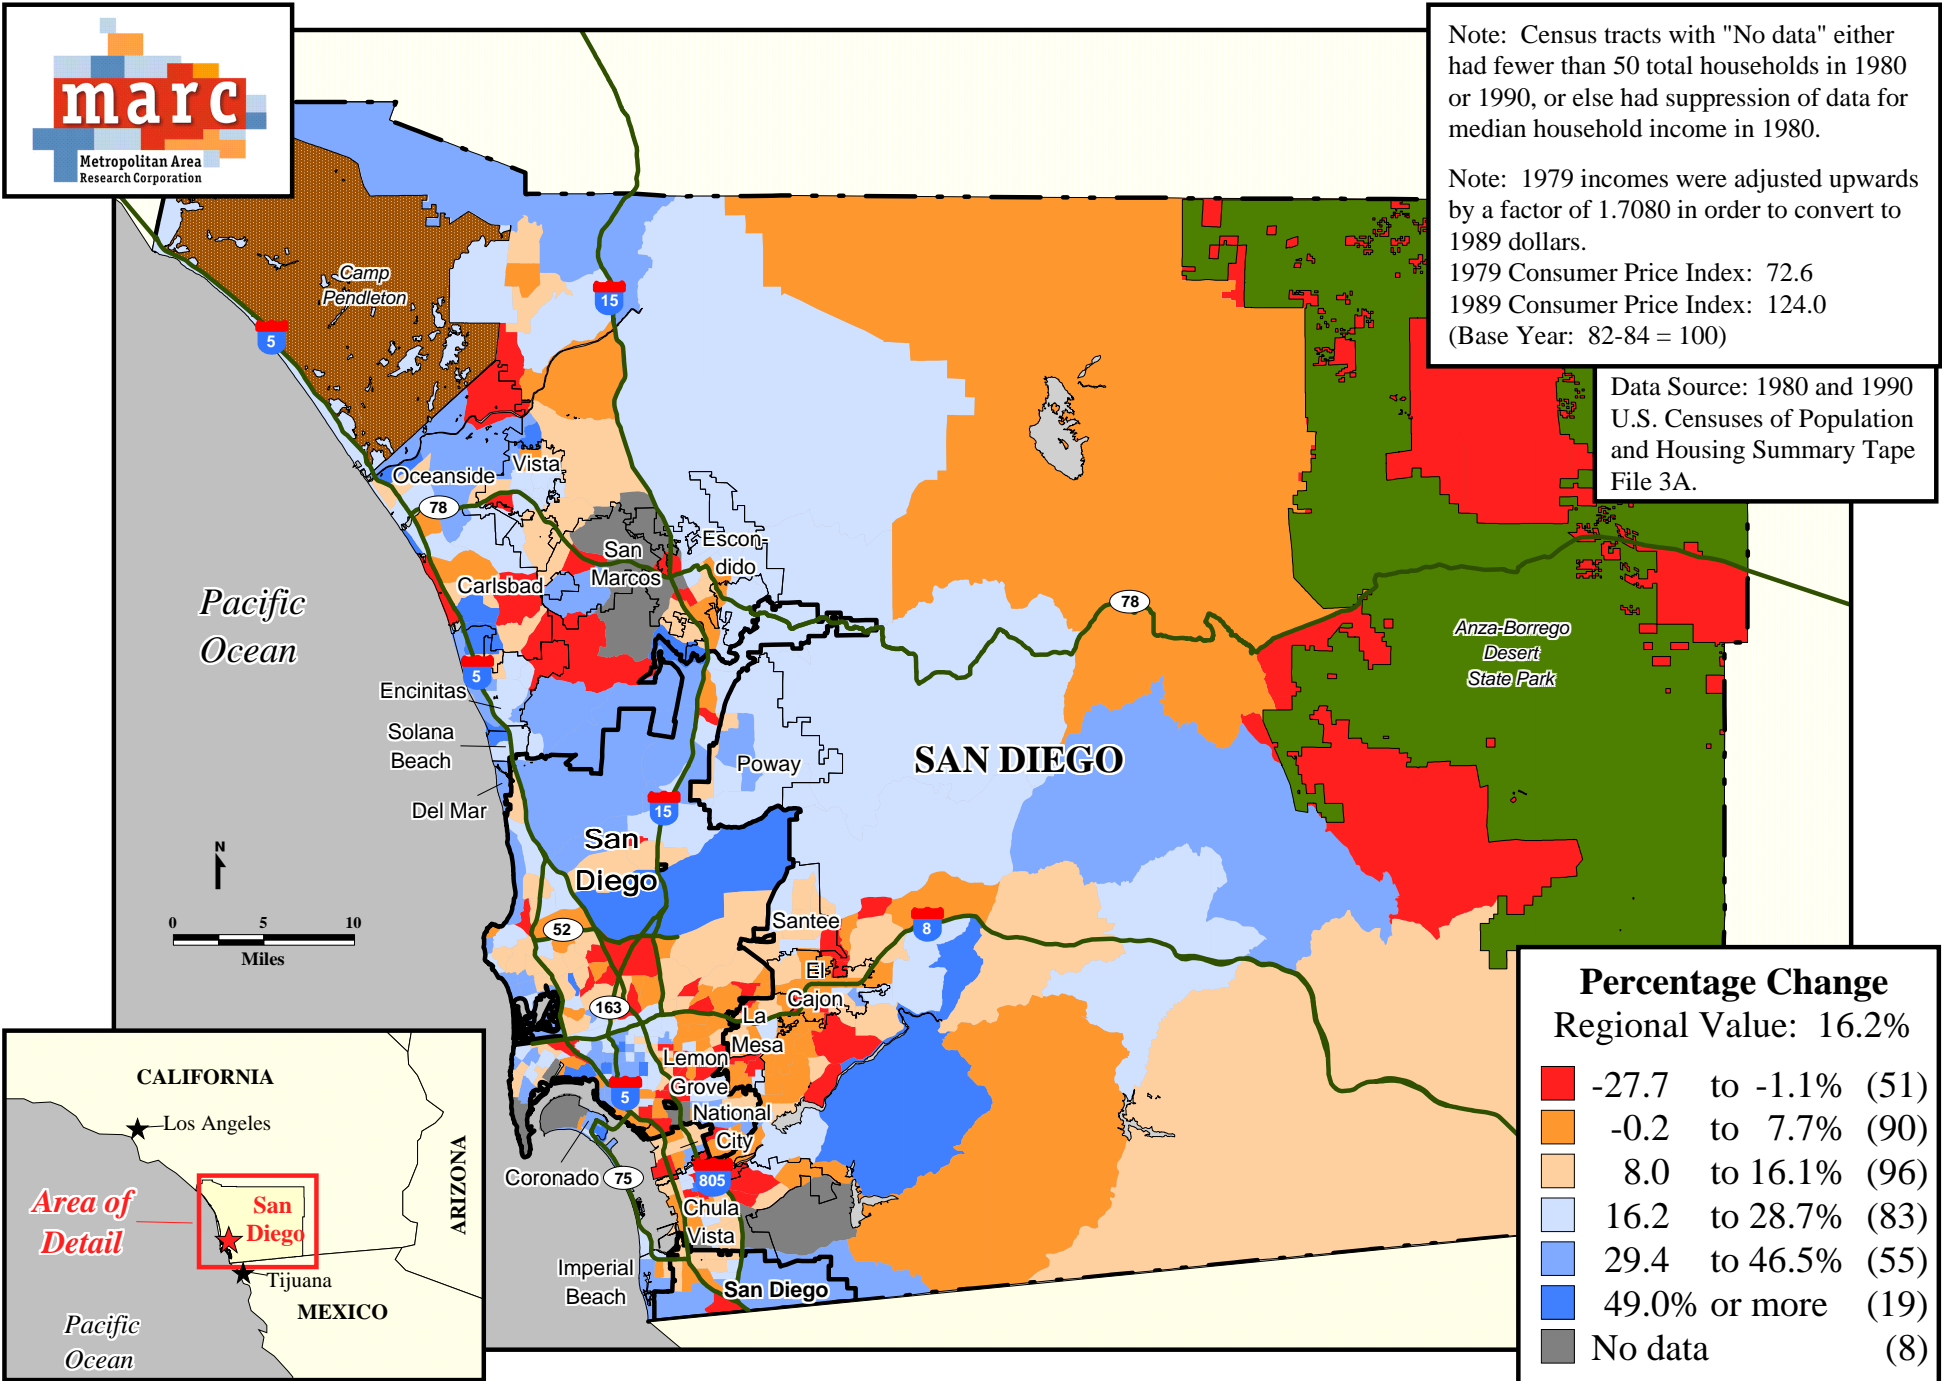 marc
Metropolitan Area
Research Corporation
Note: Census tracts with "No data" either
had fewer than 50 total households in 1980
or 1990, or else had suppression of data for
median household income in 1980.
Note: 1979 incomes were adjusted upwards
by a factor of 1.7080 in order to convert to
1989 dollars.
1979 Consumer Price Index: 72.6
1989 Consumer Price Index: 124.0
(Base Year: 82-84 = 100)
Data Source: 1980 and 1990
U.S. Censuses of Population
and Housing Summary Tape
File 3A.
Camp
Pendleton
15
5
Oceanside
Vista
78
San
Marcos
Escon-
dido
Carlsbad
Pacific
Ocean
78
Anza-Borrego
Desert
State Park
5
Encinitas
Solana
Beach
Poway
SAN DIEGO
Del Mar
15
San
Diego
N
0 5 10
Miles
52
Santee
8
El
Cajon
163
La
Mesa
Lemon
Grove
5
National
City
Coronado
75
805
Chula
Vista
Imperial
Beach
San Diego
CALIFORNIA
Los Angeles
ARIZONA
Area of
Detail
San
Diego
Tijuana
MEXICO
Pacific
Ocean
Percentage Change
Regional Value: 16.2%
-27.7 to -1.1% (51)
-0.2 to 7.7% (90)
8.0 to 16.1% (96)
16.2 to 28.7% (83)
29.4 to 46.5% (55)
49.0% or more (19)
No data (8)